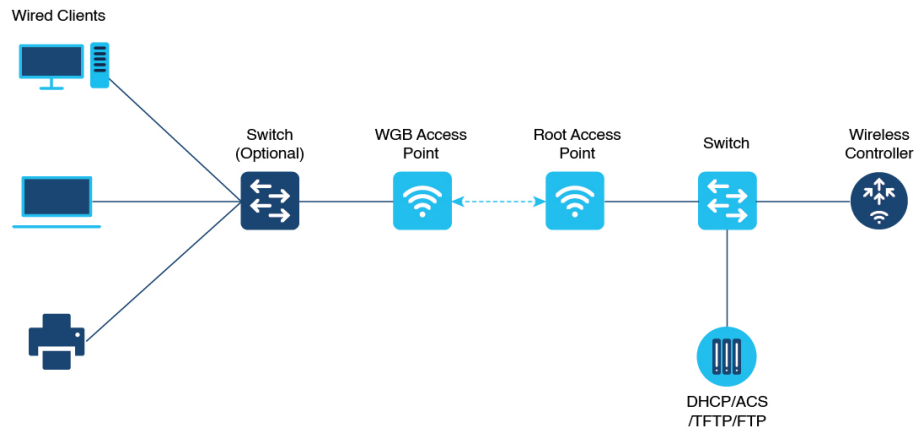 Wired Clients
Switch
(Optional)
WGB Access
Point
Root Access
Point
Switch
Wireless
Controller
DHCP/ACS
/TFTP/FTP